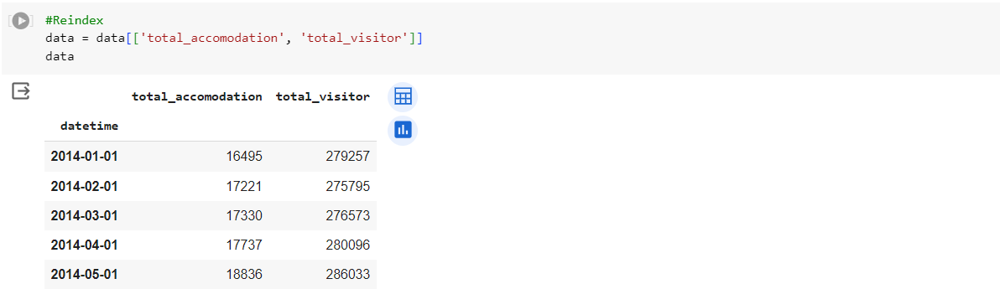 #Reindex
data = data[['total_accomodation', 'total_visitor']]
data
total_accomodation total_visitor
datetime
2014-01-01 16495 279257
2014-02-01 17221 275795
2014-03-01 17330 276573
2014-04-01 17737 280096
2014-05-01 18836 286033